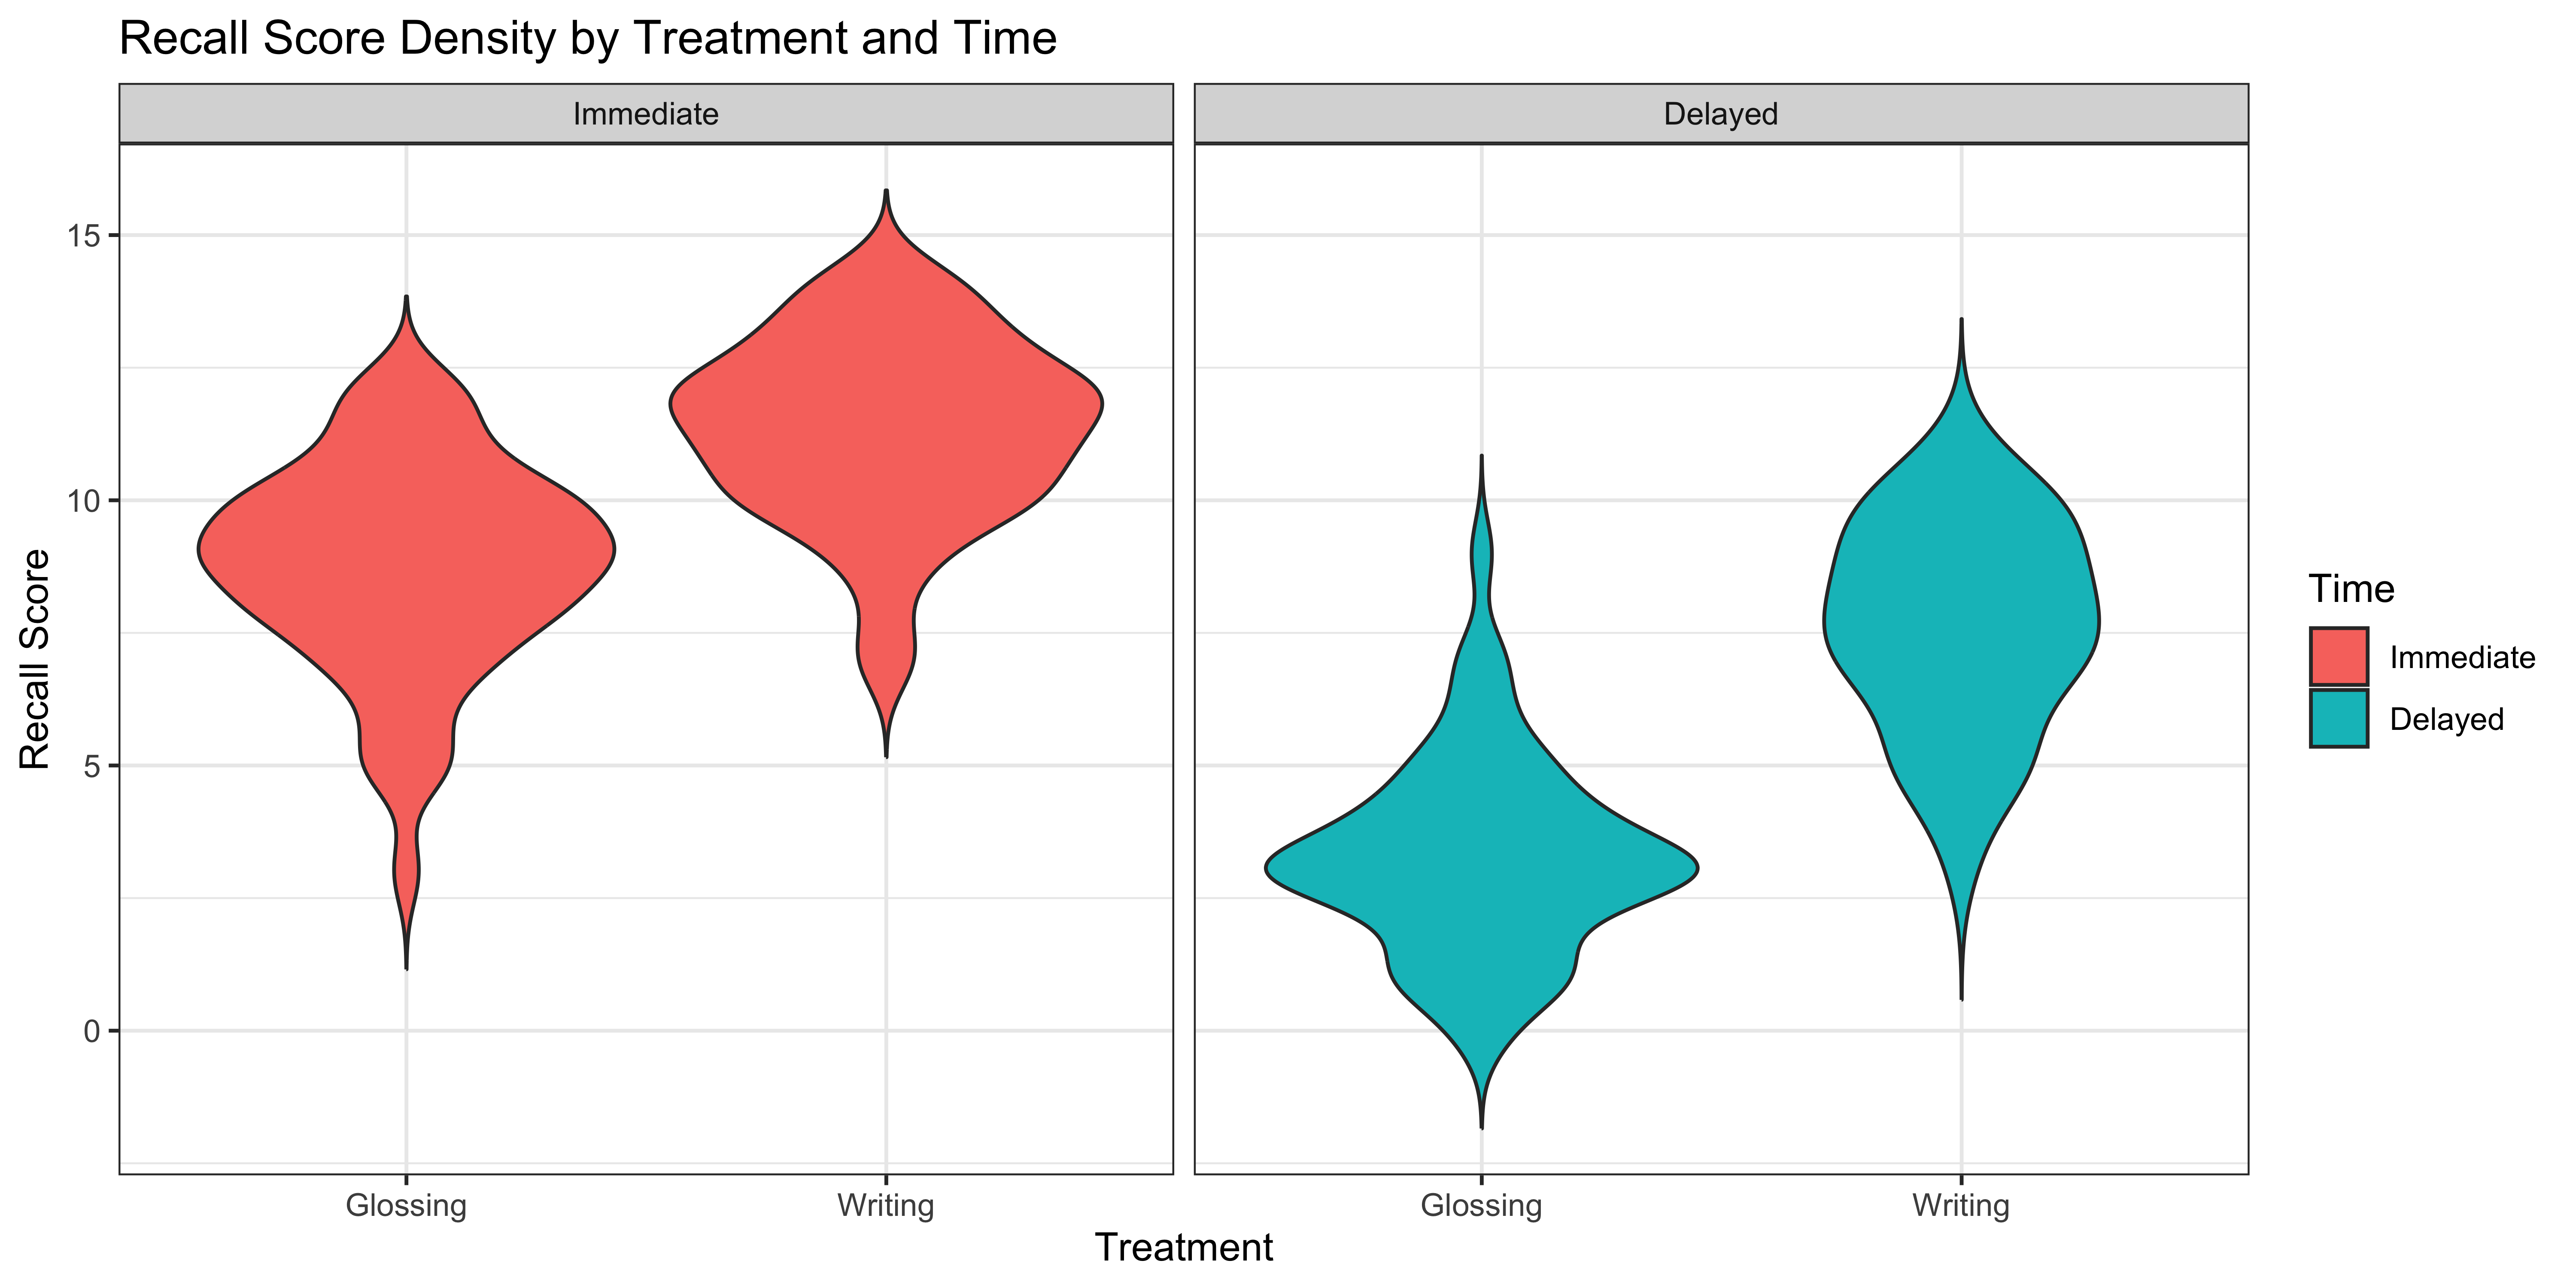 Recall Score Density by Treatment and Time
Immediate
Delayed
15
10
5
0
Recall Score
Glossing
Writing
Glossing
Writing
Treatment
Time
Immediate
Delayed